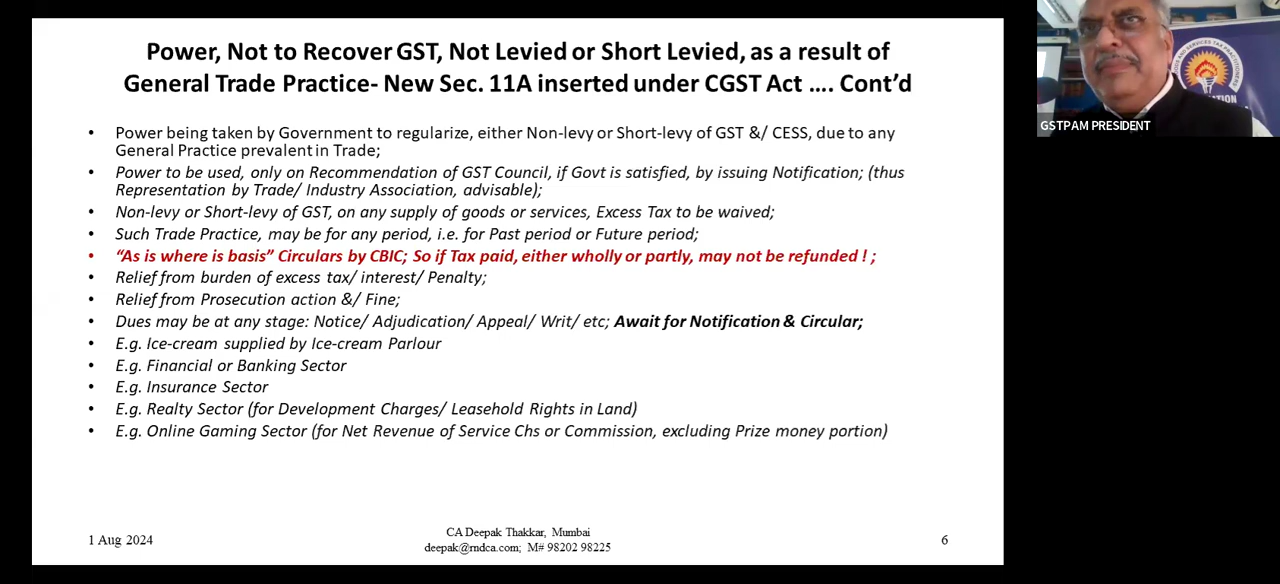 Power, Not to Recover GST, Not Levied or Short Levied, as a result of
General Trade Practice- New Sec. 11A inserted under CGST Act .... Cont'd
• Power being taken by Government to regularize, either Non-levy or Short-levy of GST &/ CESS, due to any
General Practice prevalent in Trade;
• Power to be used, only on Recommendation of GST Council, if Govt is satisfied, by issuing Notification; (thus
Representation by Trade/ Industry Association, advisable);
• Non-levy or Short-levy of GST, on any supply of goods or services, Excess Tax to be waived;
• Such Trade Practice, may be for any period, i.e. for Past period or Future period;
• "As is where is basis" Circulars by CBIC; So if Tax paid, either wholly or partly, may not be refunded ! ;
• Relief from burden of excess tax/ interest/ Penalty;
• Relief from Prosecution action &/ Fine;
• Dues may be at any stage: Notice/ Adjudication/ Appeal/ Writ/ etc; Await for Notification & Circular;
• E.g. Ice-cream supplied by Ice-cream Parlour
• E.g. Financial or Banking Sector
• E.g. Insurance Sector
• E.g. Realty Sector (for Development Charges/ Leasehold Rights in Land)
• E.g. Online Gaming Sector (for Net Revenue of Service Chs or Commission, excluding Prize money portion)
1 Aug 2024
CA Deepak Thakkar, Mumbai
deepak@rndca.com; M# 98202 98225
6
GSTPAM PRESIDENT